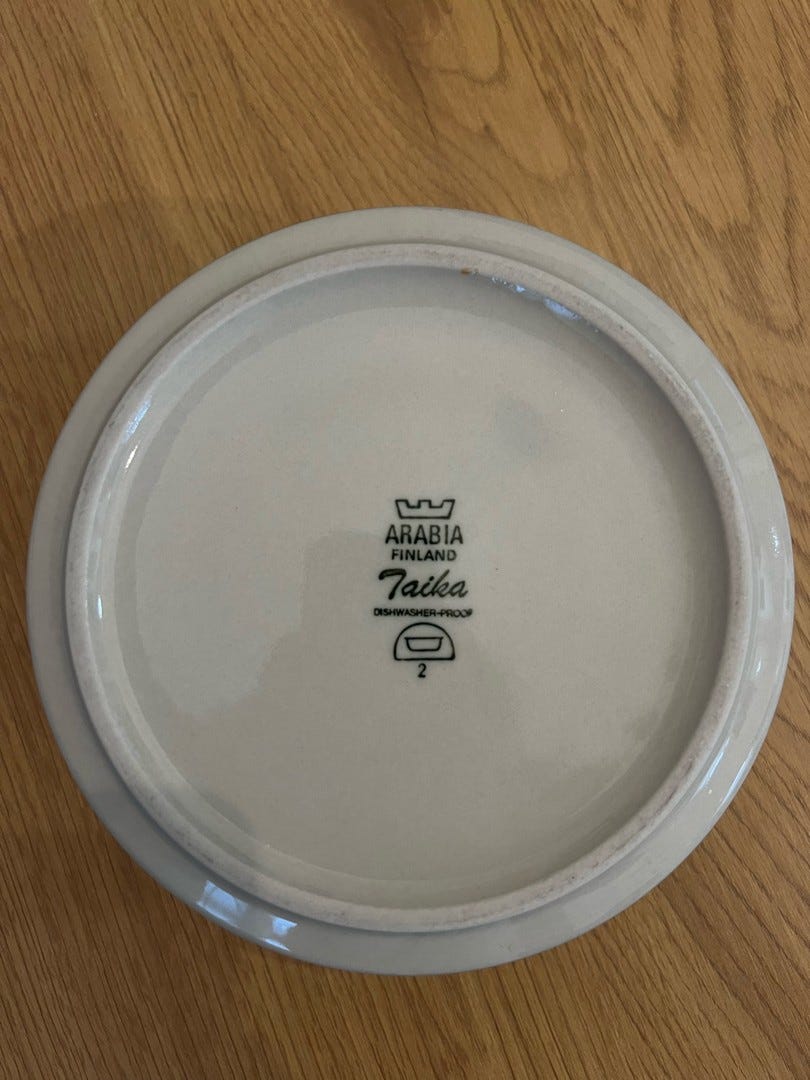 ARABIA
FINLAND
Taika
DISHWASHER-PROOF
2